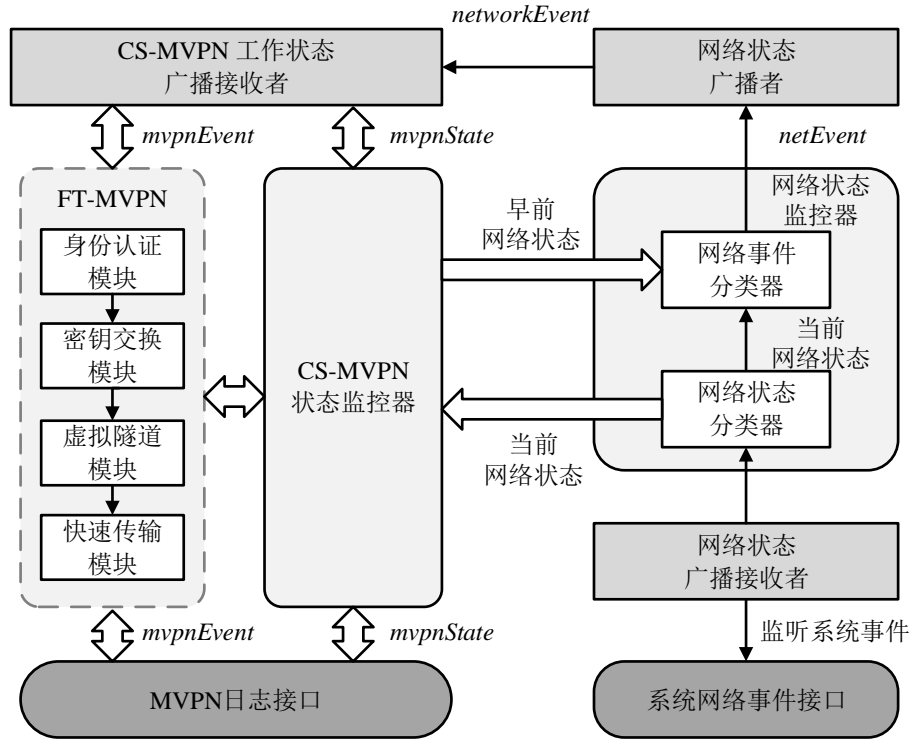 networkEvent
CS-MVPN 工作状态
广播接收者
网络状态
广播者
mvpnEvent
mvpnState
netEvent
FT-MVPN
身份认证
模块
密钥交换
模块
虚拟隧道
模块
快速传输
模块
CS-MVPN
状态监控器
早前
网络状态
当前
网络状态
网络状态
监控器
网络事件
分类器
当前
网络状态
网络状态
分类器
网络状态
广播接收者
mvpnEvent
mvpnState
监听系统事件
MVPN日志接口
系统网络事件接口